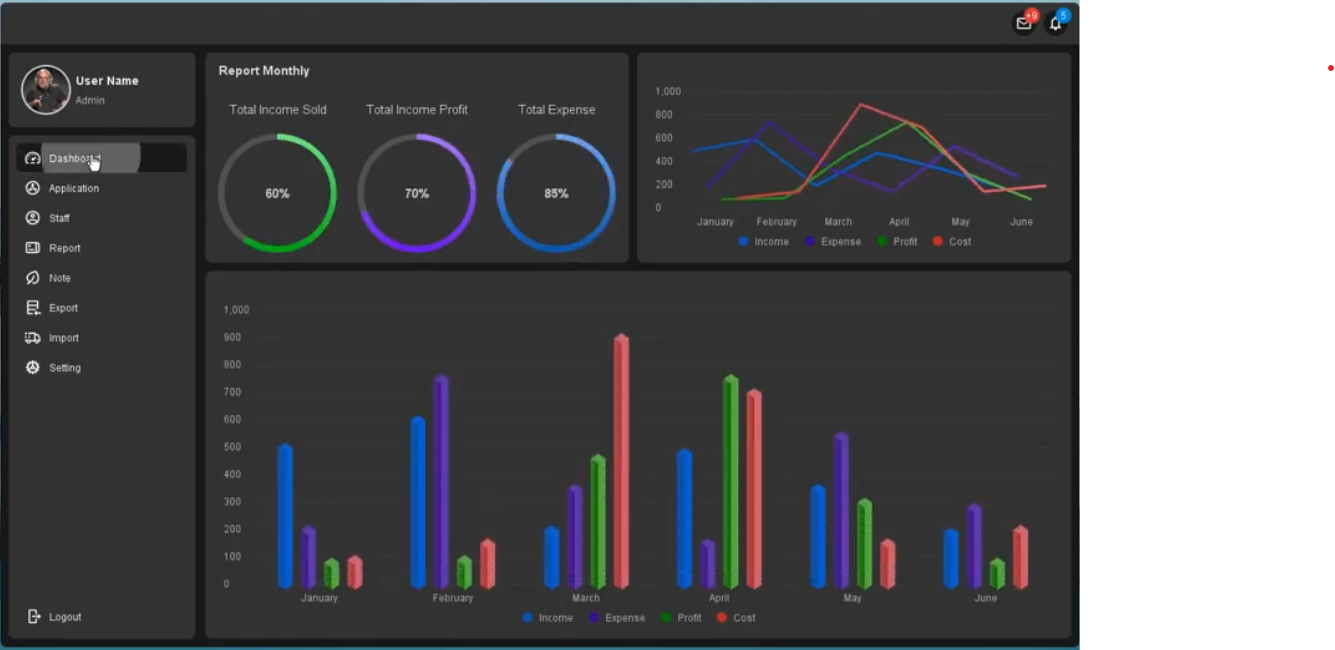 +9
5
User Name
Admin
Dashboard
Application
Staff
Report
Note
Export
Import
Setting
Logout
Report Monthly
Total Income Sold
Total Income Profit
Total Expense
60%
70%
85%
1,000
800
600
400
200
0
January February March April May June
Income Expense Profit Cost
1,000
900
800
700
600
500
400
300
200
100
0
January February March April May June
Income Expense Profit Cost